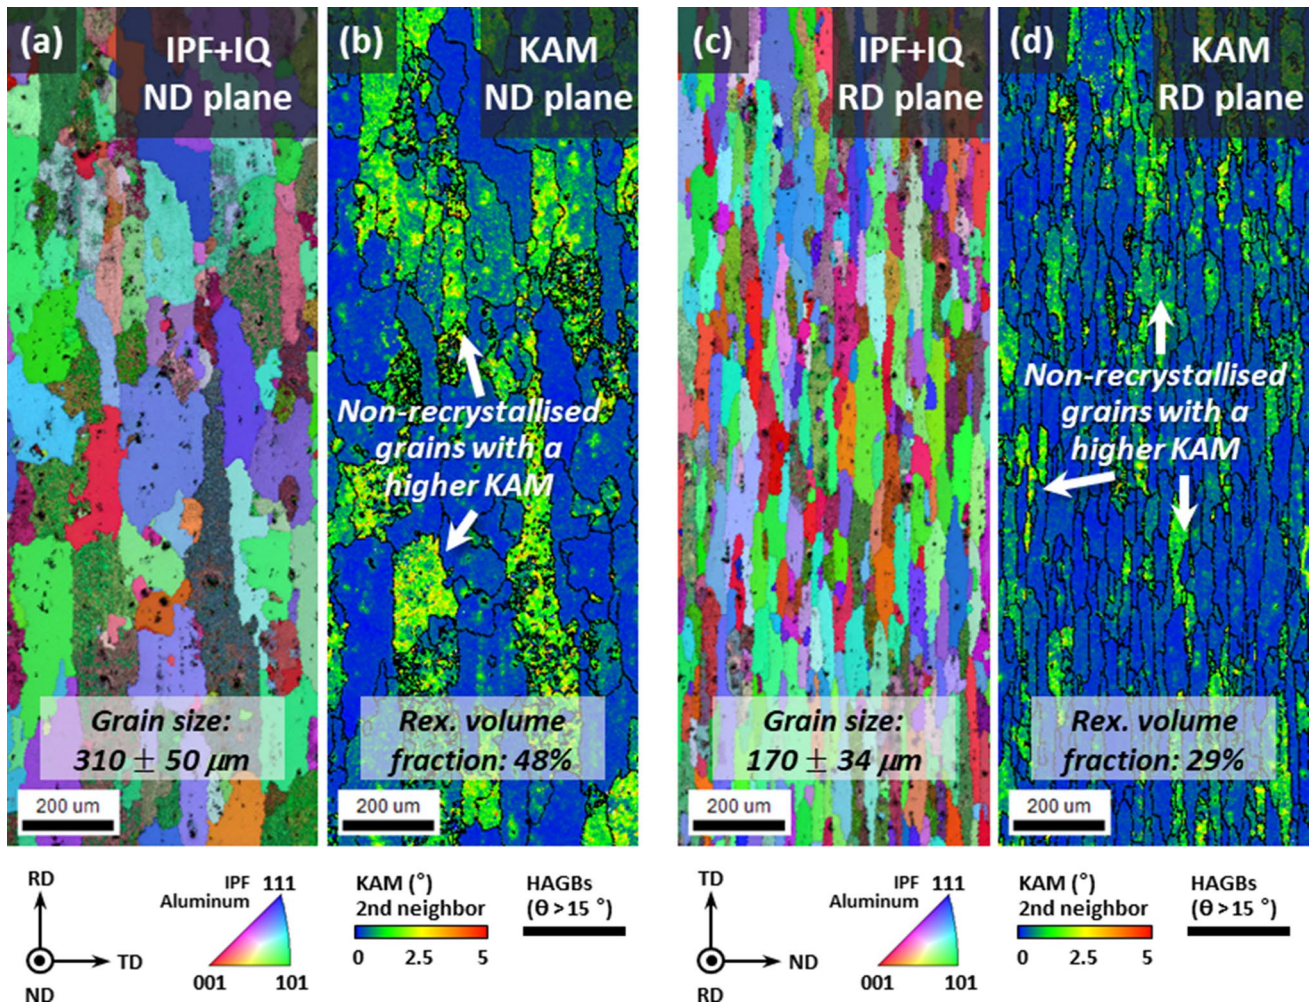 (a)
IPF+IQ
ND plane
(b)
KAM
ND plane
(c)
IPF+IQ
RD plane
(d)
KAM
RD plane
Non-recrystallised
grains with a
higher KAM
Non-recrystallised
grains with a
higher KAM
Grain size:
310 ± 50 µm
Rex. volume
fraction: 48%
Grain size:
170 ± 34 µm
Rex. volume
fraction: 29%
200 um
200 um
200 um
200 um
RD
TD
ND
IPF 111
Aluminum
001 101
KAM (°)
2nd neighbor
0 2.5 5
HAGBs
(θ > 15 °)
TD
ND
RD
IPF 111
Aluminum
001 101
KAM (°)
2nd neighbor
0 2.5 5
HAGBs
(θ > 15 °)